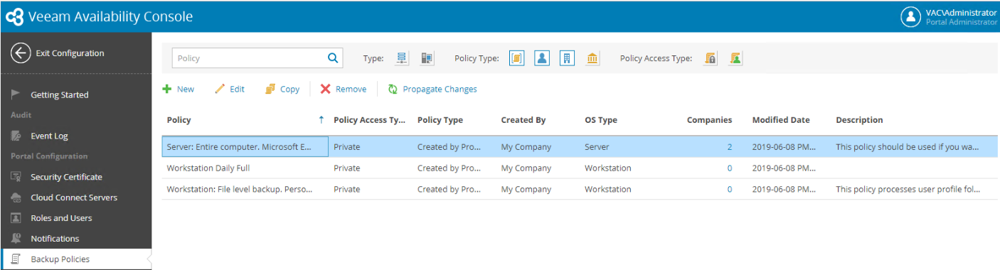 Veeam Availability Console
VAC\Administrator
Portal Administrator
Exit Configuration
Policy
Type:
Policy Type:
Policy Access Type:
Getting Started
New
Edit
Copy
Remove
Propagate Changes
Audit
Event Log
Portal Configuration
Security Certificate
Cloud Connect Servers
Roles and Users
Notifications
Backup Policies
Policy ↑ Policy Access Ty... Policy Type Created By OS Type Companies Modified Date Description
Server: Entire computer. Microsoft E... Private Created by Pro... My Company Server 2 2019-06-08 PM... This policy should be used if you wa...
Workstation Daily Full Private Created by Pro... My Company Workstation 0 2019-06-08 PM...
Workstation: File level backup. Perso... Private Created by Pro... My Company Workstation 0 2019-06-08 PM... This policy processes user profile fol...